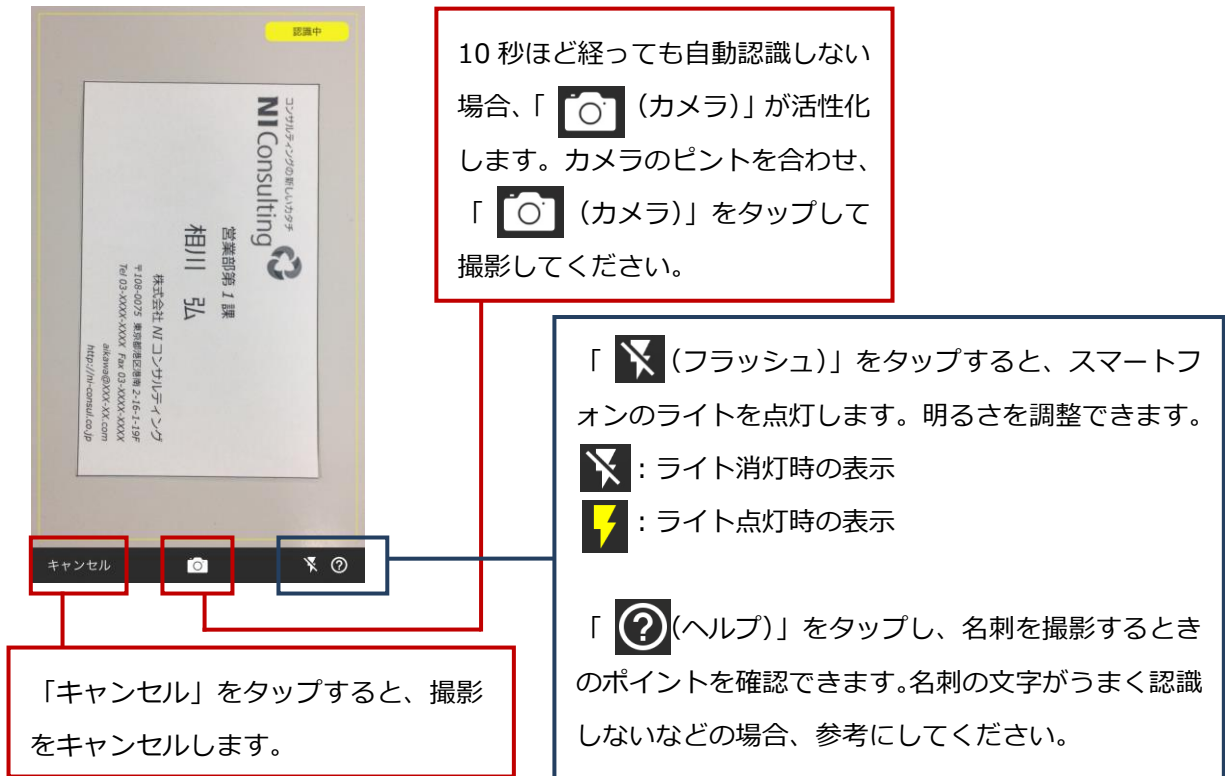 認識中
コンサルティングの新しいカタチ
NI Consulting
営業部第 1 課
相川 弘
株式会社 NI コンサルティング
〒108-0075 東京都港区港南 2-16-1-19F
Tel 03-XXXX-XXXX Fax 03-XXXX-XXXX
aikawa@XXX-XX.com
http://ni-consul.co.jp
キャンセル
10 秒ほど経っても自動認識しない
場合、「 (カメラ)」が活性化
します。カメラのピントを合わせ、
「 (カメラ)」をタップして
撮影してください。
「 (フラッシュ)」をタップすると、スマートフ
ォンのライトを点灯します。明るさを調整できます。
：ライト消灯時の表示
：ライト点灯時の表示
「 (ヘルプ)」をタップし、名刺を撮影するとき
のポイントを確認できます。名刺の文字がうまく認識
しないなどの場合、参考にしてください。
「キャンセル」をタップすると、撮影
をキャンセルします。